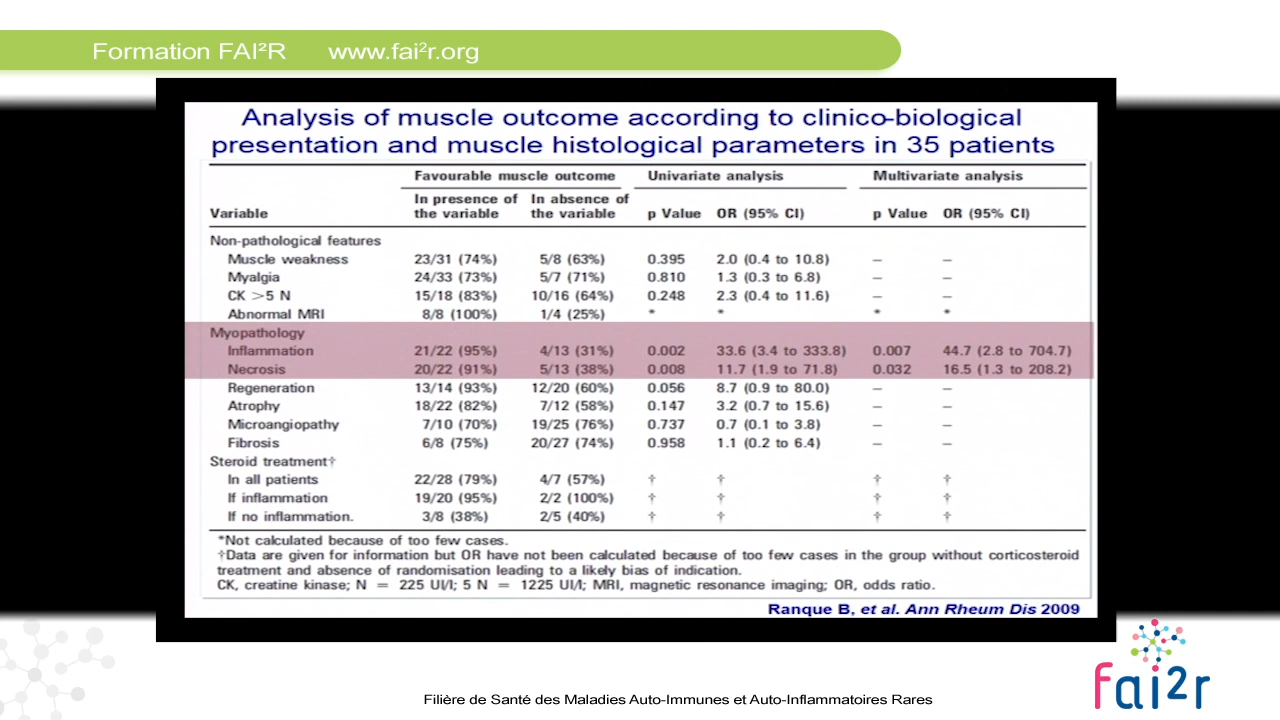 Formation FAI²R www.fai²r.org
Analysis of muscle outcome according to clinico-biological
presentation and muscle histological parameters in 35 patients
Favourable muscle outcome Univariate analysis Multivariate analysis
In presence of In absence of
Variable the variable the variable p Value OR (95% CI) p Value OR (95% CI)
Non-pathological features
Muscle weakness 23/31 (74%) 5/8 (63%) 0.395 2.0 (0.4 to 10.8) – –
Myalgia 24/33 (73%) 5/7 (71%) 0.810 1.3 (0.3 to 6.8) – –
CK >5 N 15/18 (83%) 10/16 (64%) 0.248 2.3 (0.4 to 11.6) – –
Abnormal MRI 8/8 (100%) 1/4 (25%) * * * *
Myopathology
Inflammation 21/22 (95%) 4/13 (31%) 0.002 33.6 (3.4 to 333.8) 0.007 44.7 (2.8 to 704.7)
Necrosis 20/22 (91%) 5/13 (38%) 0.008 11.7 (1.9 to 71.8) 0.032 16.5 (1.3 to 208.2)
Regeneration 13/14 (93%) 12/20 (60%) 0.056 8.7 (0.9 to 80.0) – –
Atrophy 18/22 (82%) 7/12 (58%) 0.147 3.2 (0.7 to 15.6) – –
Microangiopathy 7/10 (70%) 19/25 (76%) 0.737 0.7 (0.1 to 3.8) – –
Fibrosis 6/8 (75%) 20/27 (74%) 0.958 1.1 (0.2 to 6.4) – –
Steroid treatment†
In all patients 22/28 (79%) 4/7 (57%) † † † †
If inflammation 19/20 (95%) 2/2 (100%) † † † †
If no inflammation. 3/8 (38%) 2/5 (40%) † † † †
*Not calculated because of too few cases.
†Data are given for information but OR have not been calculated because of too few cases in the group without corticosteroid
treatment and absence of randomisation leading to a likely bias of indication.
CK, creatine kinase; N = 225 UI/l; 5 N = 1225 UI/l; MRI, magnetic resonance imaging; OR, odds ratio.
Ranque B, et al. Ann Rheum Dis 2009
Filière de Santé des Maladies Auto-Immunes et Auto-Inflammatoires Rares
fai2r